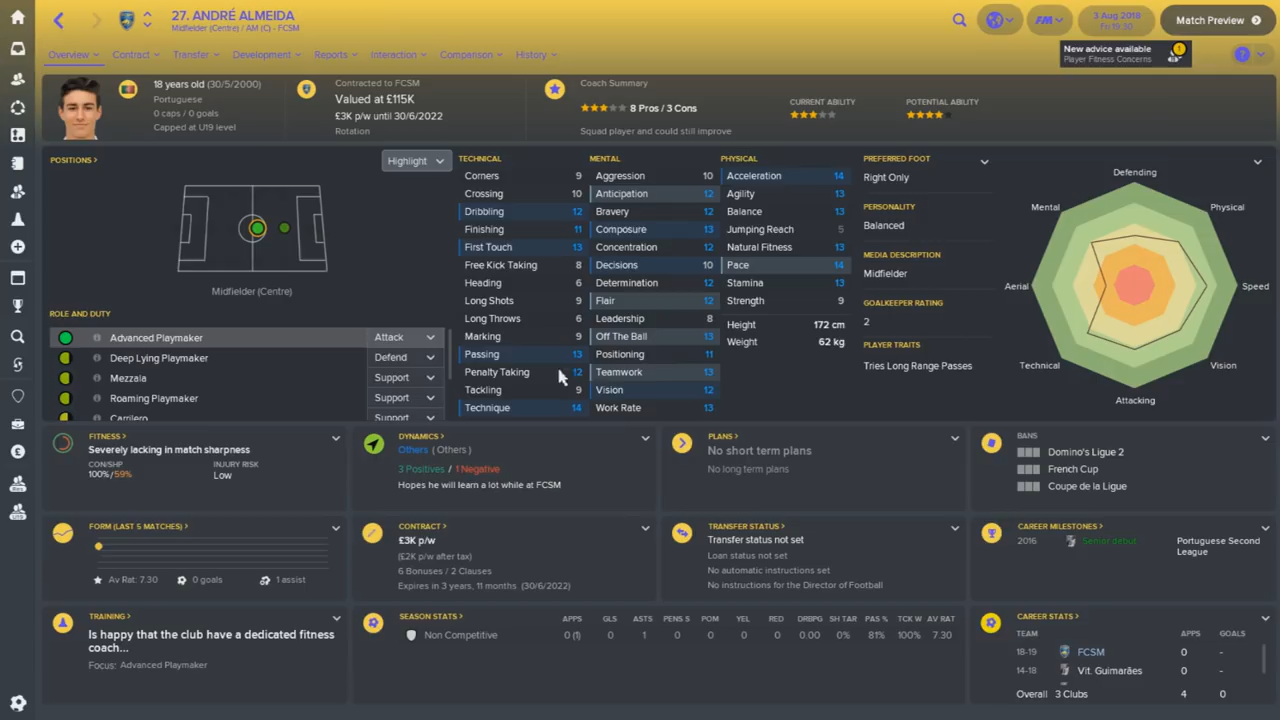 27. ANDRÉ ALMEIDA
Midfielder (Centre) / AM (C) - FCSM
FM
3 Aug 2018
Fri 19:30
Match Preview
Overview
Contract
Transfer
Development
Reports
Interaction
Comparison
History
New advice available
Player Fitness Concerns
1
?
18 years old (30/5/2000)
Portuguese
0 caps / 0 goals
Capped at U19 level
Contracted to FCSM
Valued at £115K
£3K p/w until 30/6/2022
Rotation
Coach Summary
8 Pros / 3 Cons
Squad player and could still improve
CURRENT ABILITY
POTENTIAL ABILITY
POSITIONS >
Highlight
Midfielder (Centre)
ROLE AND DUTY
Advanced Playmaker Attack
Deep Lying Playmaker Defend
Mezzala Support
Roaming Playmaker Support
Carrilero Support
TECHNICAL
Corners 9
Crossing 10
Dribbling 12
Finishing 11
First Touch 13
Free Kick Taking 8
Heading 6
Long Shots 9
Long Throws 6
Marking 9
Passing 13
Penalty Taking 12
Tackling 9
Technique 14
MENTAL
Aggression 10
Anticipation 12
Bravery 12
Composure 13
Concentration 12
Decisions 10
Determination 12
Flair 12
Leadership 8
Off The Ball 13
Positioning 11
Teamwork 13
Vision 12
Work Rate 13
PHYSICAL
Acceleration 14
Agility 13
Balance 13
Jumping Reach 5
Natural Fitness 13
Pace 14
Stamina 13
Strength 9
Height 172 cm
Weight 62 kg
PREFERRED FOOT
Right Only
PERSONALITY
Balanced
MEDIA DESCRIPTION
Midfielder
GOALKEEPER RATING
2
PLAYER TRAITS
Tries Long Range Passes
Defending
Physical
Speed
Vision
Attacking
Technical
Aerial
Mental
FITNESS >
Severely lacking in match sharpness
CON/SHP
100%/59%
INJURY RISK
Low
DYNAMICS >
Others ( Others )
3 Positives / 1 Negative
Hopes he will learn a lot while at FCSM
PLANS >
No short term plans
No long term plans
BANS
Domino's Ligue 2
French Cup
Coupe de la Ligue
FORM (LAST 5 MATCHES) >
Av Rat: 7.30
0 goals
1 assist
CONTRACT >
£3K p/w
(£2K p/w after tax)
6 Bonuses / 2 Clauses
Expires in 3 years, 11 months (30/6/2022)
TRANSFER STATUS >
Transfer status not set
Loan status not set
No automatic instructions set
No instructions for the Director of Football
CAREER MILESTONES >
2016 Senior debut Portuguese Second League
TRAINING >
Is happy that the club have a dedicated fitness coach...
Focus: Advanced Playmaker
SEASON STATS >
APPS GLS ASTS PENS S POM YEL RED DRBPG SH TAR PAS % TCK W AV RAT
Non Competitive 0 (1) 0 1 0 0 0 0 0.00 0% 81% 100% 7.30
CAREER STATS >
TEAM APPS GOALS
18-19 FCSM 0 -
14-18 Vit. Guimarães 0 -
Overall 3 Clubs 4 0